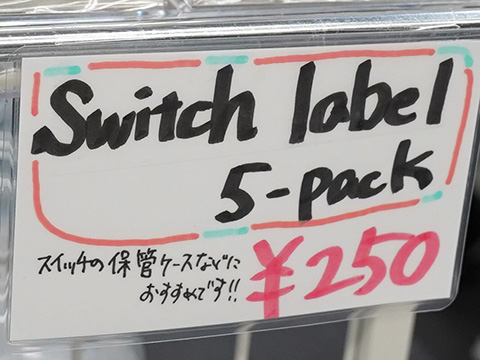 Switch label
5-pack
スイッチの保管ケースなどに
おすすめです!!
¥250